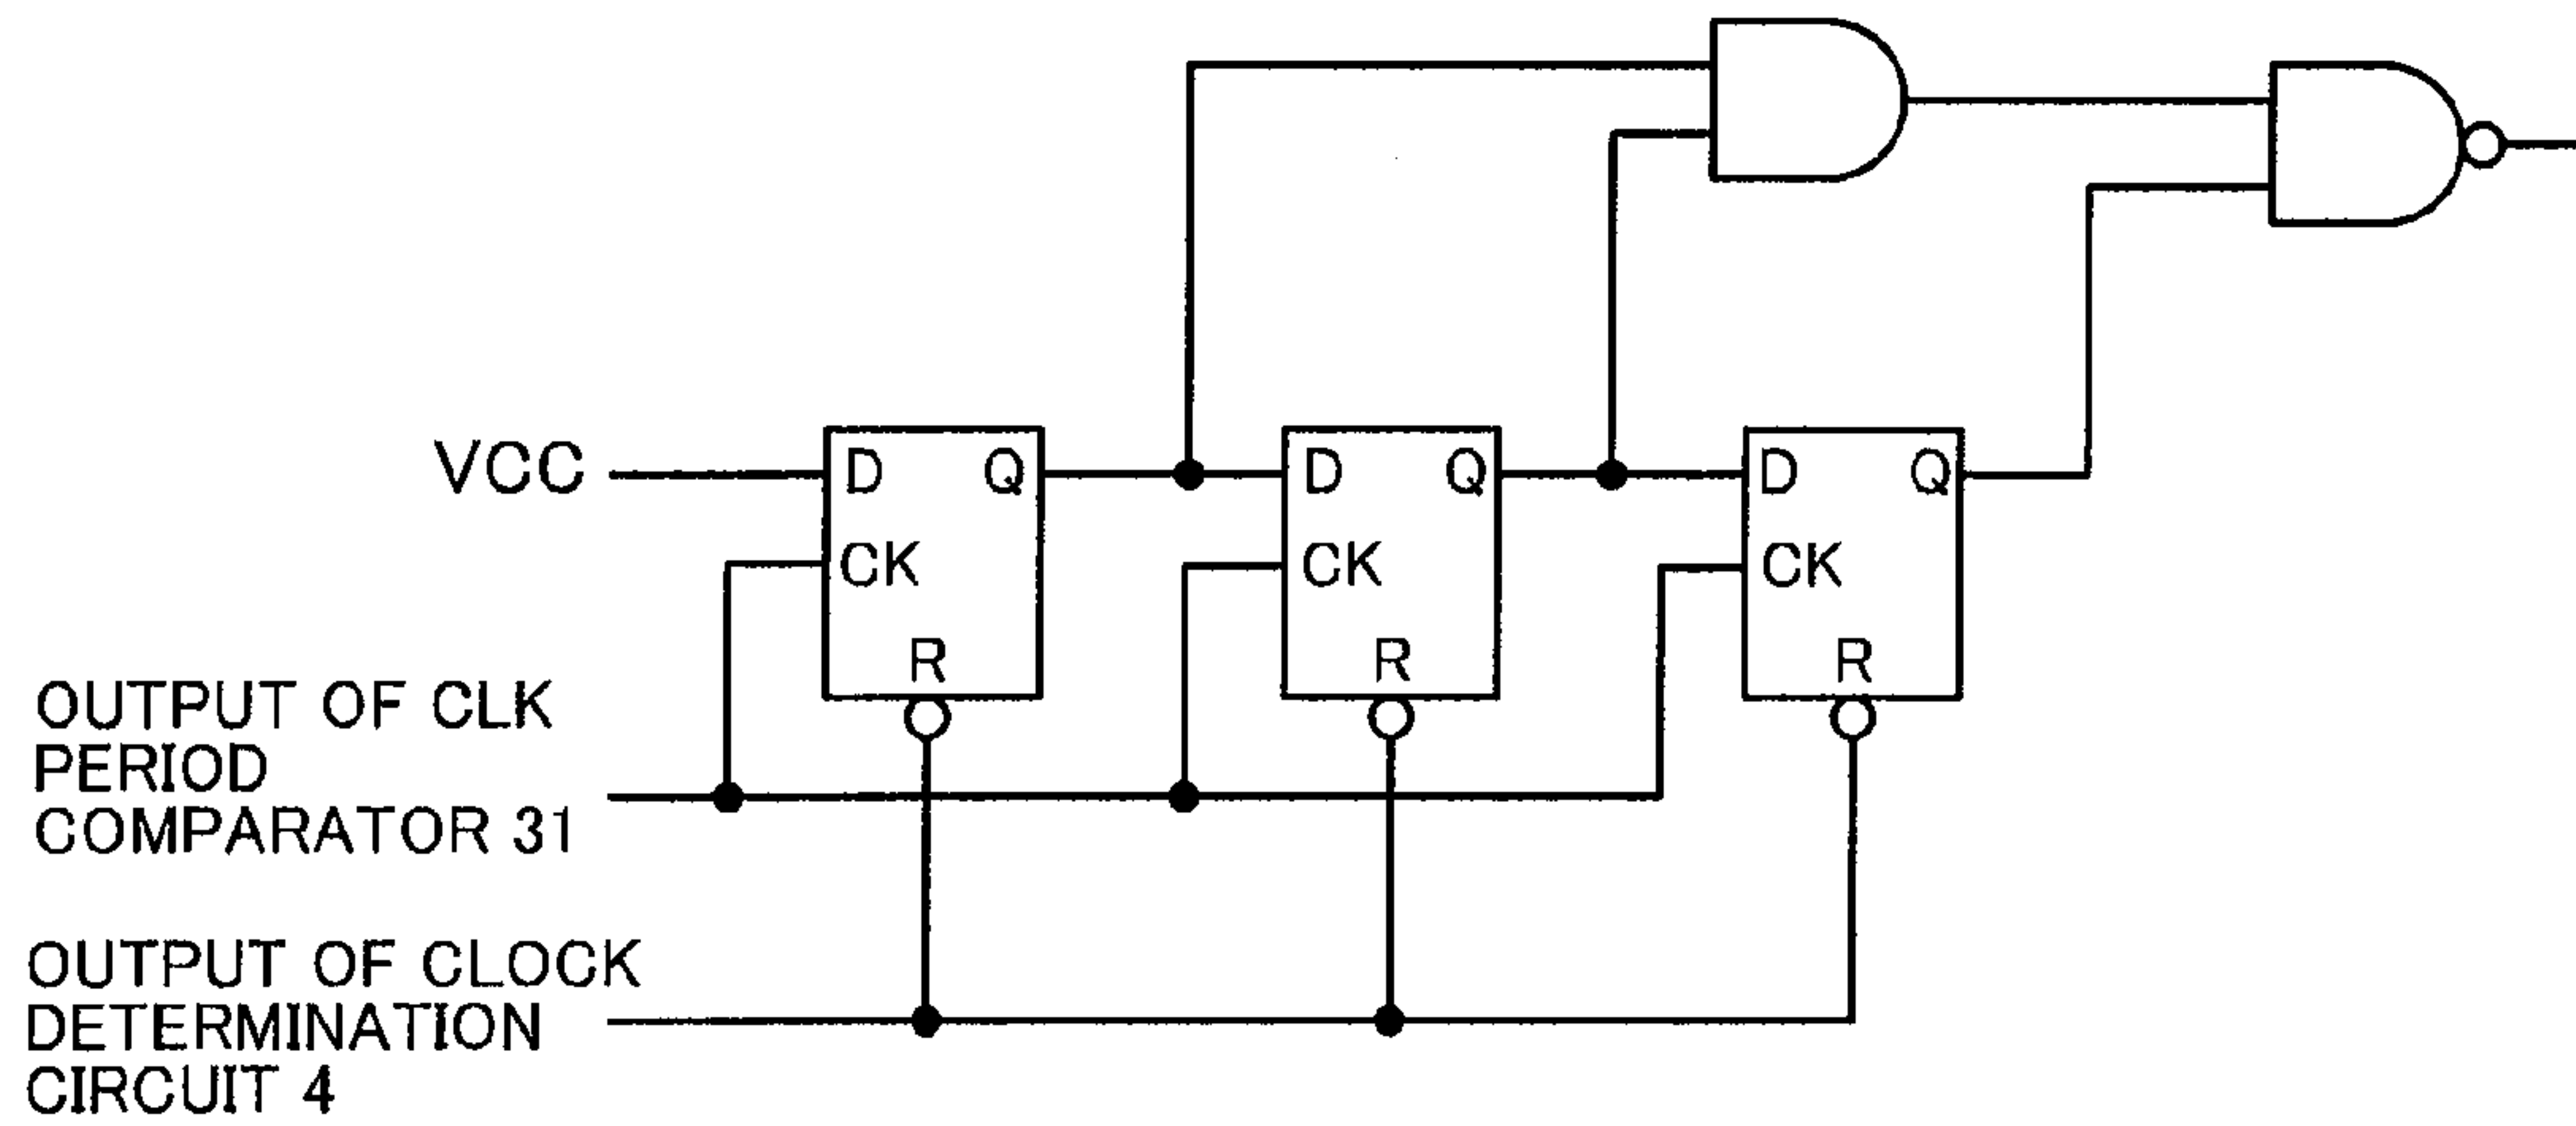 VCC
D Q
CK
R
D Q
CK
R
D Q
CK
R
OUTPUT OF CLK
PERIOD
COMPARATOR 31
OUTPUT OF CLOCK
DETERMINATION
CIRCUIT 4